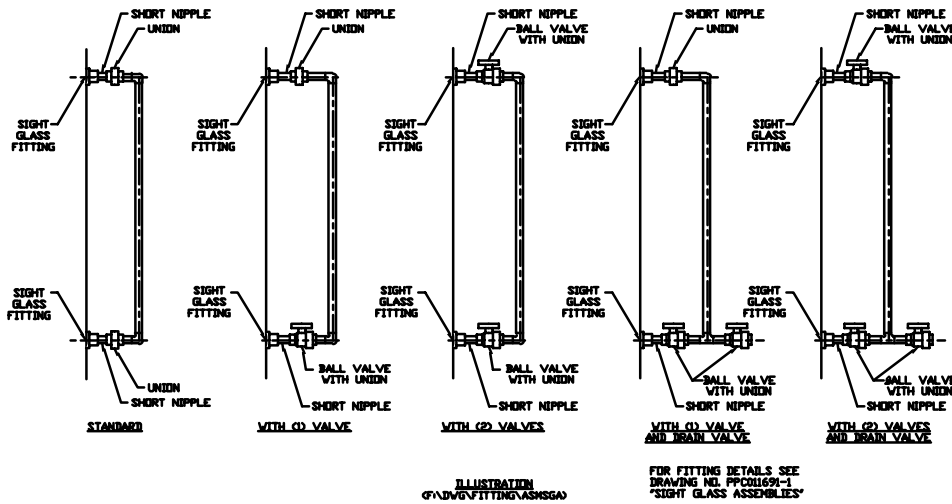 SHORT NIPPLE
UNION
SIGHT
GLASS
FITTING
SIGHT
GLASS
FITTING
UNION
SHORT NIPPLE
STANDARD
SHORT NIPPLE
UNION
SIGHT
GLASS
FITTING
SIGHT
GLASS
FITTING
BALL VALVE
WITH UNION
SHORT NIPPLE
WITH (1) VALVE
SHORT NIPPLE
BALL VALVE
WITH UNION
SIGHT
GLASS
FITTING
SIGHT
GLASS
FITTING
BALL VALVE
WITH UNION
SHORT NIPPLE
WITH (2) VALVES
SHORT NIPPLE
UNION
SIGHT
GLASS
FITTING
SIGHT
GLASS
FITTING
BALL VALVE
WITH UNION
SHORT NIPPLE
WITH (1) VALVE
AND DRAIN VALVE
SHORT NIPPLE
BALL VALVE
WITH UNION
SIGHT
GLASS
FITTING
SIGHT
GLASS
FITTING
BALL VALVE
WITH UNION
SHORT NIPPLE
WITH (2) VALVES
AND DRAIN VALVE
ILLUSTRATION
(F:\DWG\FITTING\ASMSGA)
FOR FITTING DETAILS SEE
DRAWING NO. PPC011691-1
"SIGHT GLASS ASSEMBLIES"